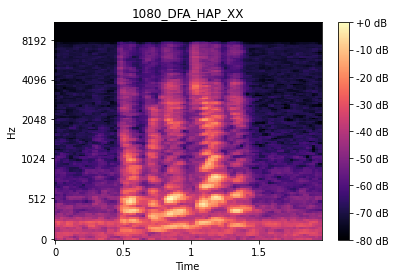 1080_DFA_HAP_XX
+0 dB
8192
-10 dB
4096
-20 dB
-30 dB
2048
Hz
-40 dB
1024
-50 dB
512
-60 dB
-70 dB
0
-80 dB
0 0.5 1 1.5
Time